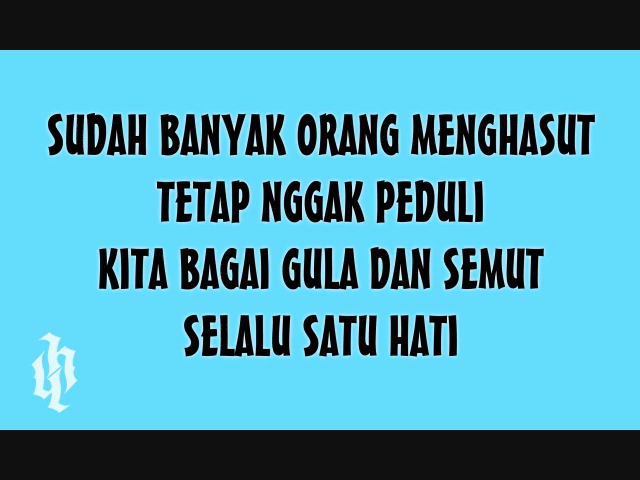 SUDAH BANYAK ORANG MENGHASUT
TETAP NGGAK PEDULI
KITA BAGAI GULA DAN SEMUT
SELALU SATU HATI